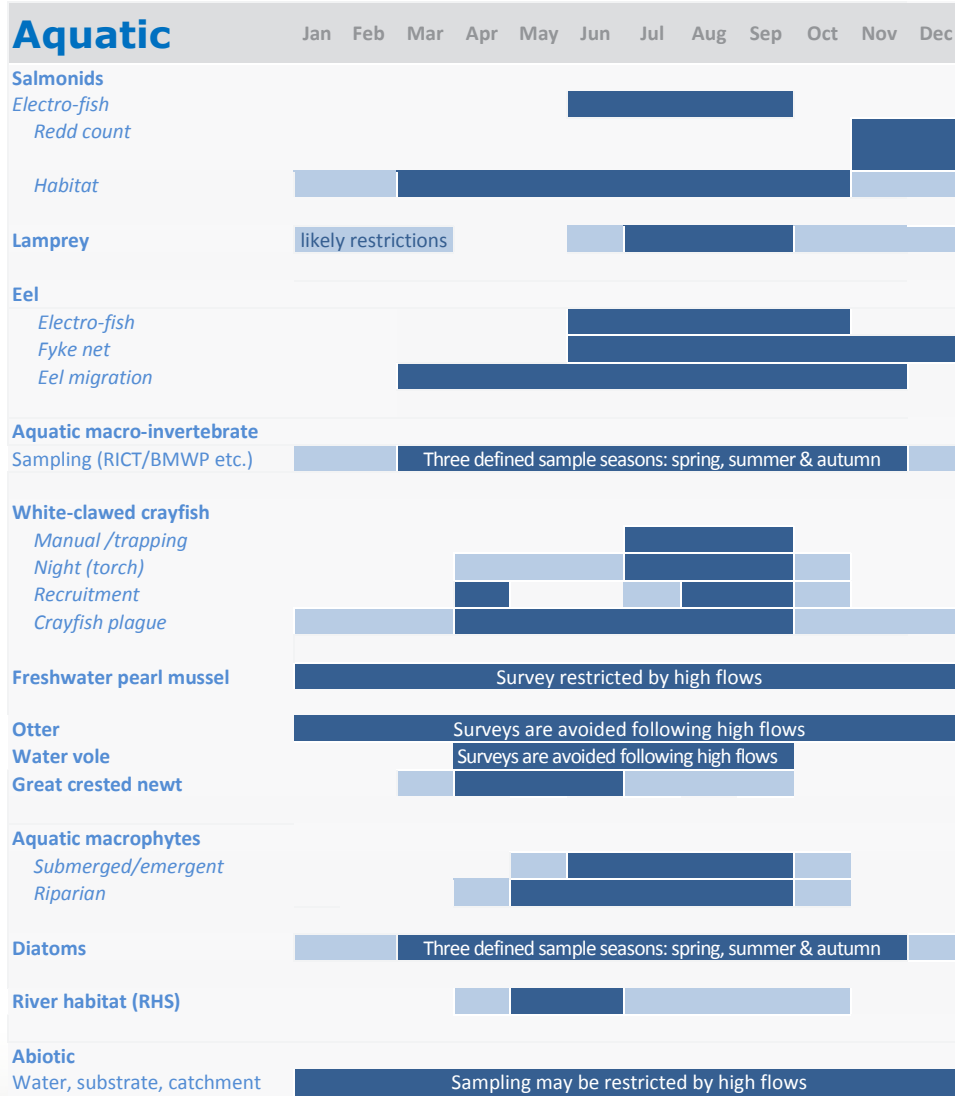 Aquatic Jan Feb Mar Apr May Jun Jul Aug Sep Oct Nov Dec
Salmonids
Electro-fish
Redd count
Habitat
Lamprey likely restrictions
Eel
Electro-fish
Fyke net
Eel migration
Aquatic macro-invertebrate
Sampling (RICT/BMWP etc.) Three defined sample seasons: spring, summer & autumn
White-clawed crayfish
Manual /trapping
Night (torch)
Recruitment
Crayfish plague
Freshwater pearl mussel Survey restricted by high flows
Otter Surveys are avoided following high flows
Water vole Surveys are avoided following high flows
Great crested newt
Aquatic macrophytes
Submerged/emergent
Riparian
Diatoms Three defined sample seasons: spring, summer & autumn
River habitat (RHS)
Abiotic
Water, substrate, catchment Sampling may be restricted by high flows